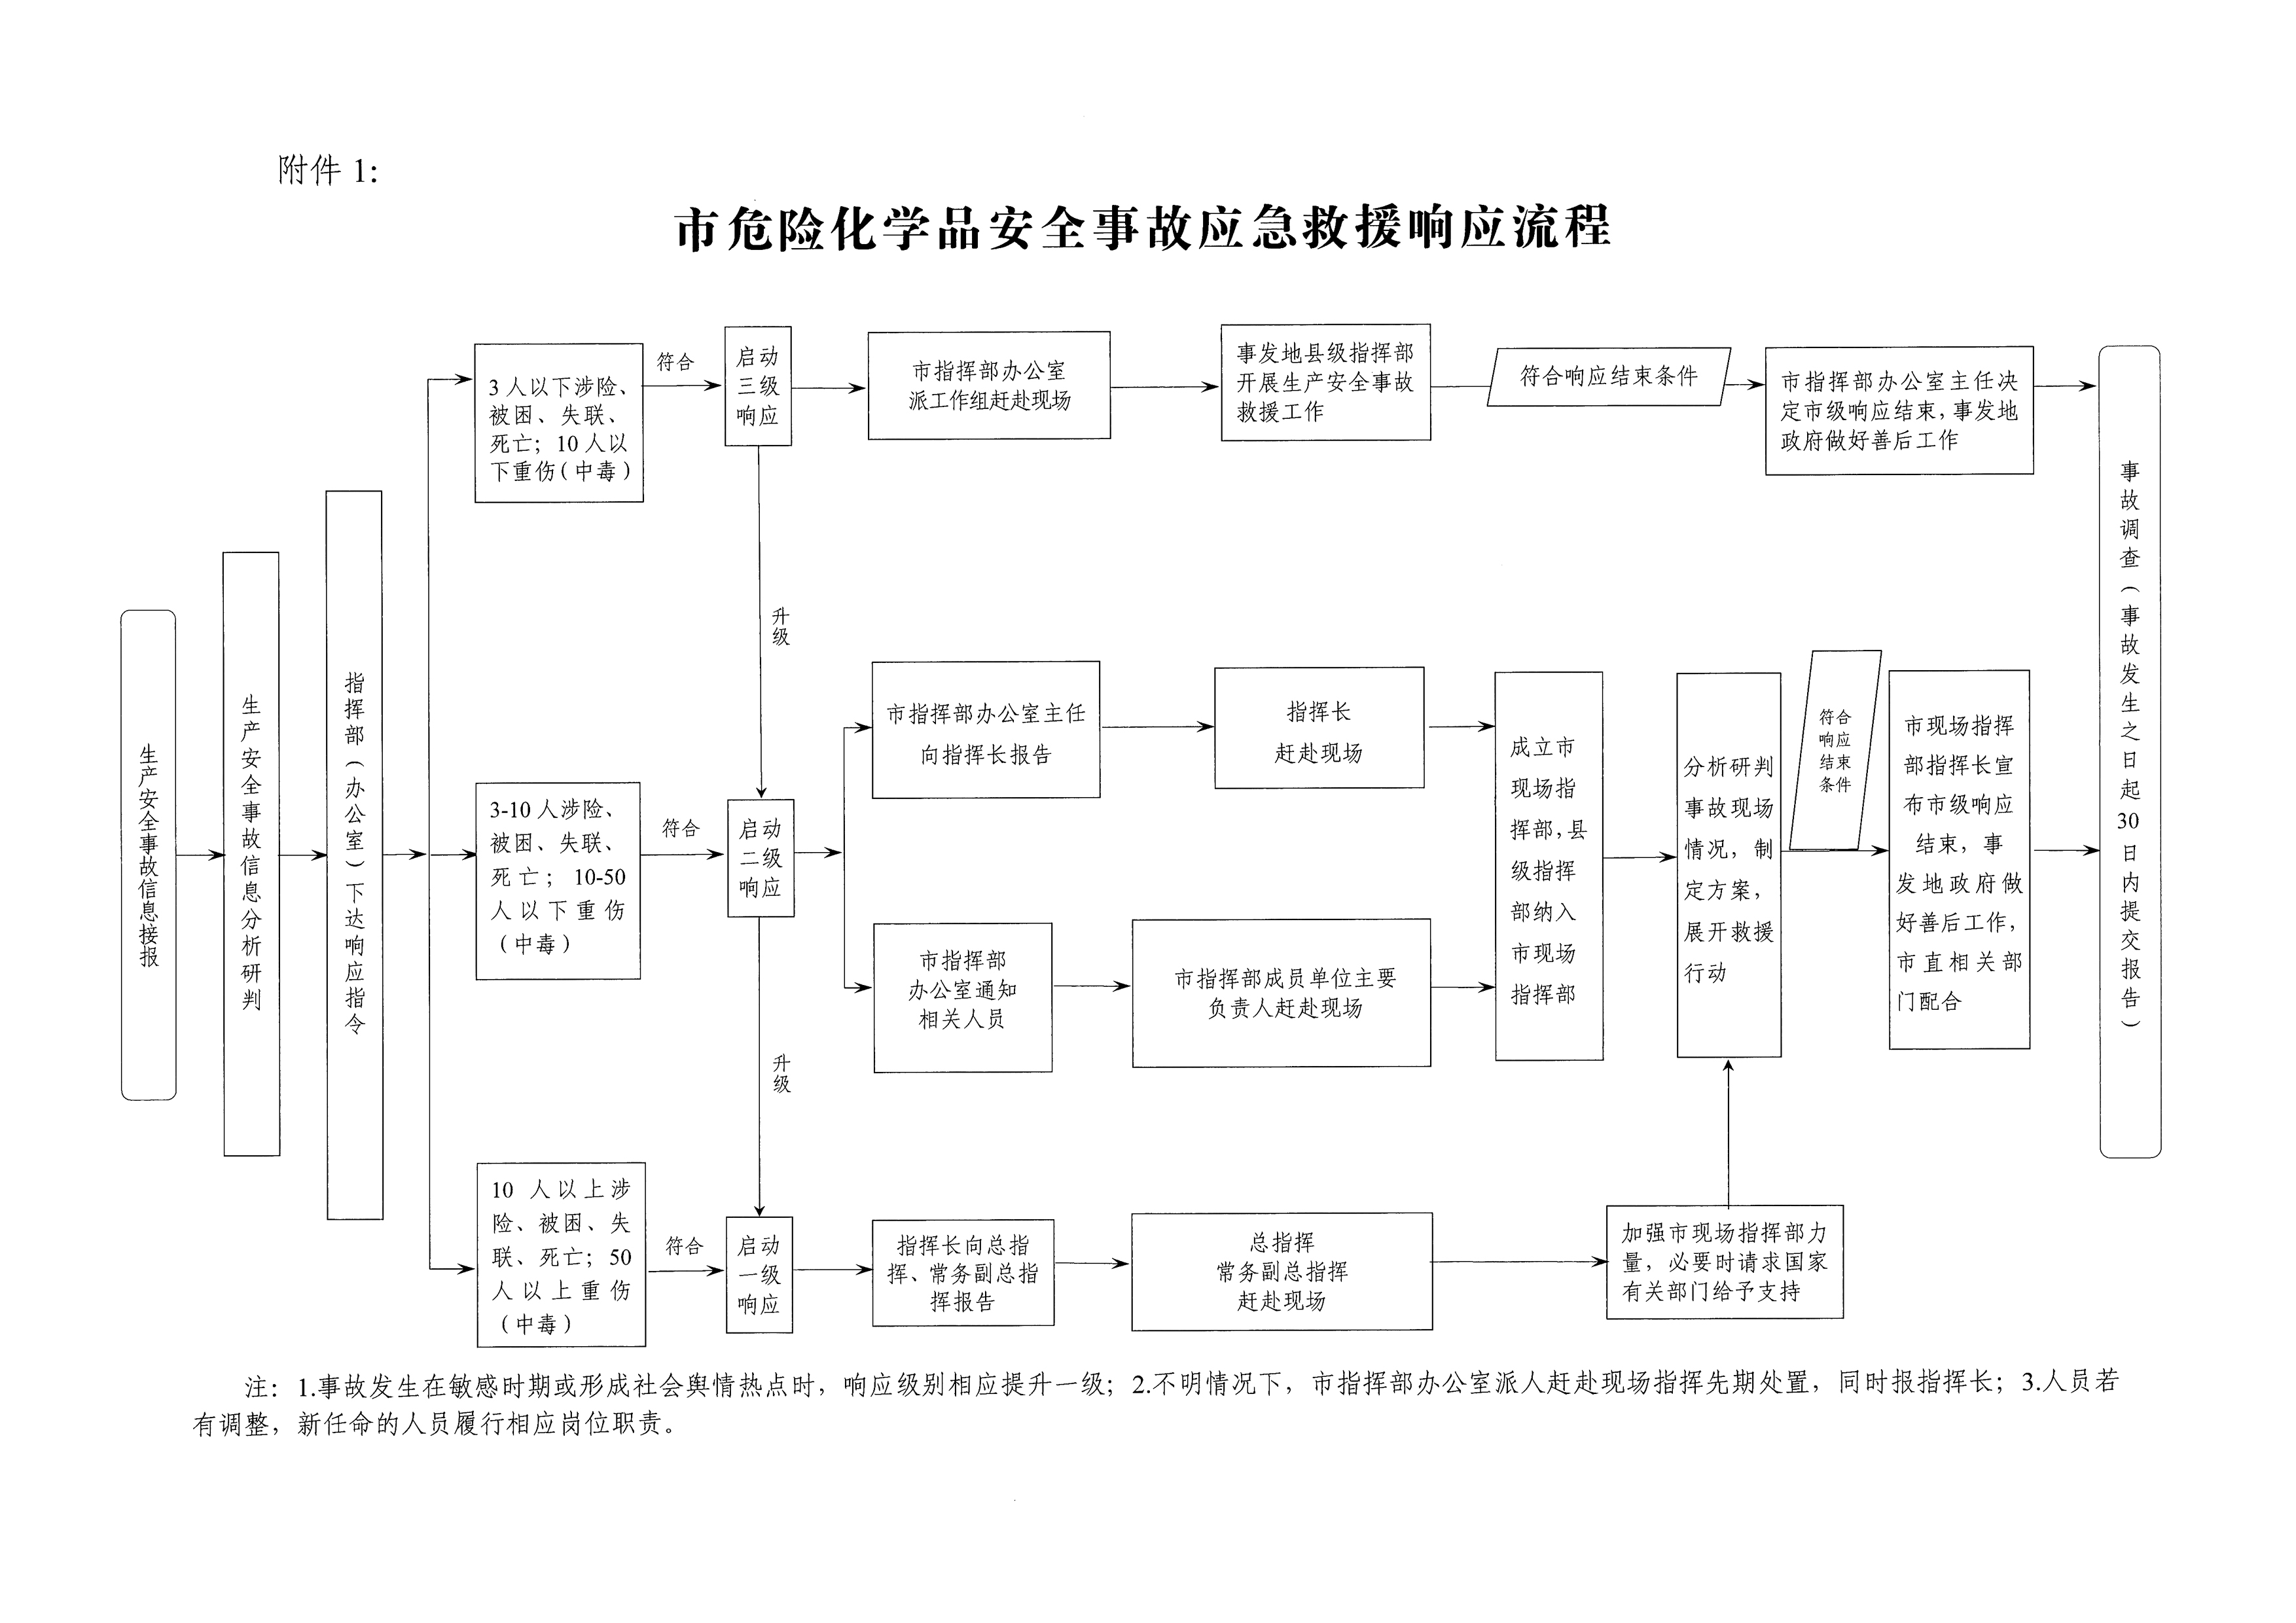 附件 1:
市危险化学品安全事故应急救援响应流程
生产安全事故信息接报
生产安全事故信息分析研判
指挥部（办公室）下达响应指令
3 人以下涉险、
被困、失联、
死亡；10 人以
下重伤（中毒）
符合
启动
三级
响应
市指挥部办公室
派工作组赶赴现场
事发地县级指挥部
开展生产安全事故
救援工作
符合响应结束条件
市指挥部办公室主任决
定市级响应结束，事发地
政府做好善后工作
升级
3-10 人涉险、
被困、失联、
死亡；10-50
人以下重伤
（中毒）
符合
启动
二级
响应
市指挥部办公室主任
向指挥长报告
指挥长
赶赴现场
市指挥部
办公室通知
相关人员
市指挥部成员单位主要
负责人赶赴现场
成立市
现场指
挥部，县
级指挥
部纳入
市现场
指挥部
分析研判
事故现场
情况，制
定方案，
展开救援
行动
符合
响应
结束
条件
市现场指挥
部指挥长宣
布市级响应
结束，事
发地政府做
好善后工作，
市直相关部
门配合
升级
10 人以上涉
险、被困、失
联、死亡；50
人以上重伤
（中毒）
符合
启动
一级
响应
指挥长向总指
挥、常务副总指
挥报告
总指挥
常务副总指挥
赶赴现场
加强市现场指挥部力
量，必要时请求国家
有关部门给予支持
事故调查（事故发生之日起30日内提交报告）
注：1.事故发生在敏感时期或形成社会舆情热点时，响应级别相应提升一级；2.不明情况下，市指挥部办公室派人赶赴现场指挥先期处置，同时报指挥长；3.人员若
有调整，新任命的人员履行相应岗位职责。